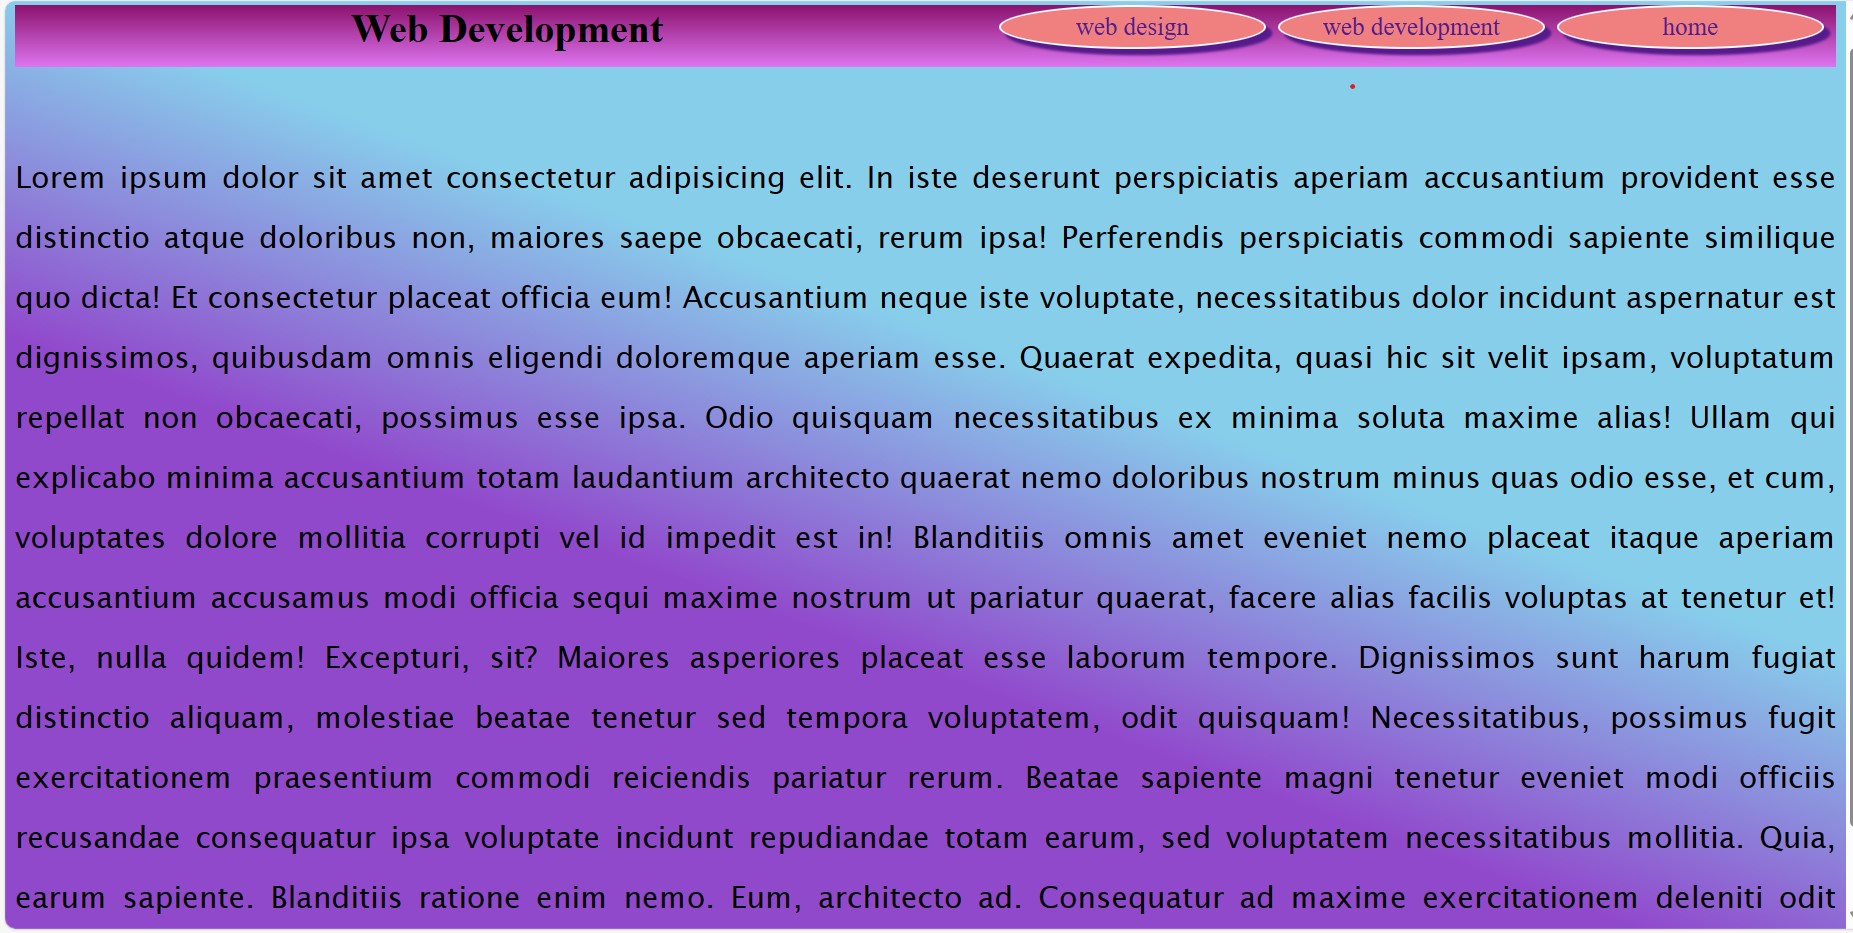 Web Development
web design
web development
home
Lorem ipsum dolor sit amet consectetur adipisicing elit. In iste deserunt perspiciatis aperiam accusantium provident esse
distinctio atque doloribus non, maiores saepe obcaecati, rerum ipsa! Perferendis perspiciatis commodi sapiente similique
quo dicta! Et consectetur placeat officia eum! Accusantium neque iste voluptate, necessitatibus dolor incidunt aspernatur est
dignissimos, quibusdam omnis eligendi doloremque aperiam esse. Quaerat expedita, quasi hic sit velit ipsam, voluptatum
repellat non obcaecati, possimus esse ipsa. Odio quisquam necessitatibus ex minima soluta maxime alias! Ullam qui
explicabo minima accusantium totam laudantium architecto quaerat nemo doloribus nostrum minus quas odio esse, et cum,
voluptates dolore mollitia corrupti vel id impedit est in! Blanditiis omnis amet eveniet nemo placeat itaque aperiam
accusantium accusamus modi officia sequi maxime nostrum ut pariatur quaerat, facere alias facilis voluptas at tenetur et!
Iste, nulla quidem! Excepturi, sit? Maiores asperiores placeat esse laborum tempore. Dignissimos sunt harum fugiat
distinctio aliquam, molestiae beatae tenetur sed tempora voluptatem, odit quisquam! Necessitatibus, possimus fugit
exercitationem praesentium commodi reiciendis pariatur rerum. Beatae sapiente magni tenetur eveniet modi officiis
recusandae consequatur ipsa voluptate incidunt repudiandae totam earum, sed voluptatem necessitatibus mollitia. Quia,
earum sapiente. Blanditiis ratione enim nemo. Eum, architecto ad. Consequatur ad maxime exercitationem deleniti odit